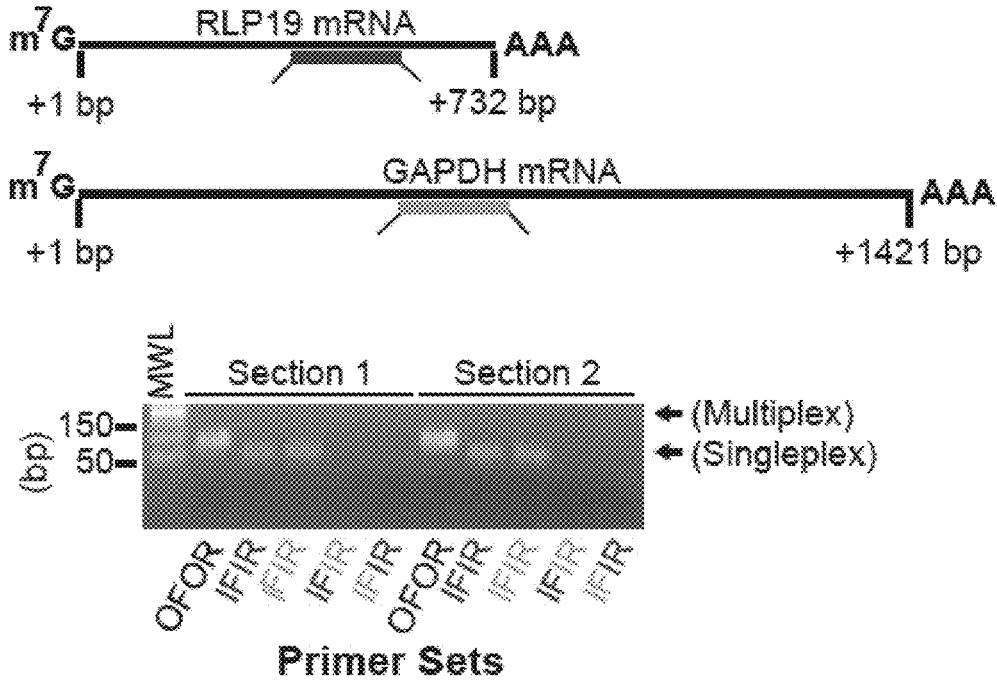 m7G RLP19 mRNA AAA
+1 bp +732 bp
m7G GAPDH mRNA AAA
+1 bp +1421 bp
MWL Section 1 Section 2
150 (Multiplex)
50 (Singleplex)
(bp)
OFOR IFIR IFIR IFIR IFIR OFOR IFIR IFIR IFIR IFIR
Primer Sets